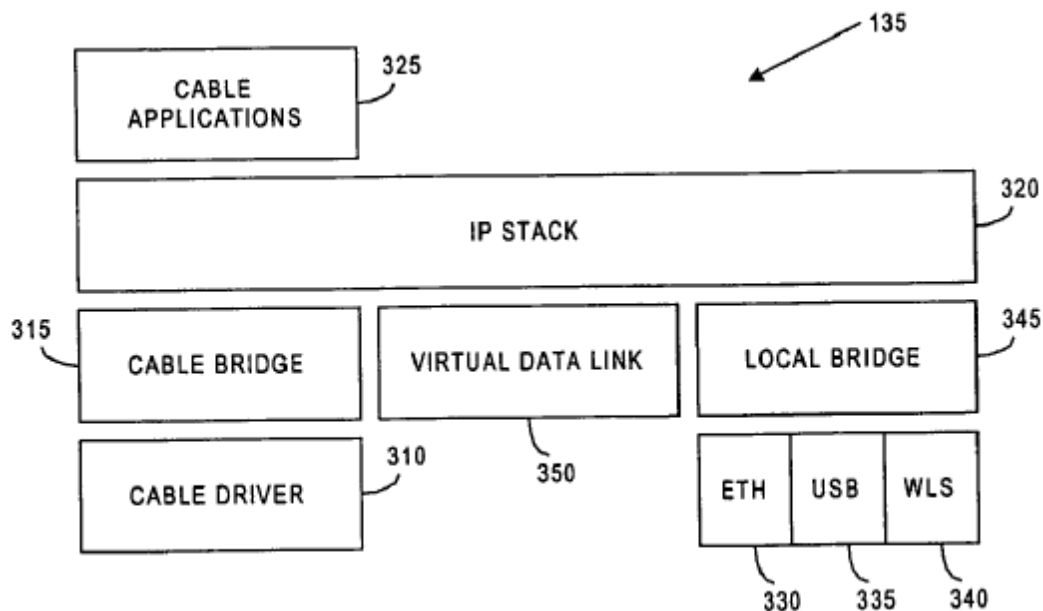 135
CABLE
APPLICATIONS
325
IP STACK
320
315
CABLE BRIDGE
VIRTUAL DATA LINK
LOCAL BRIDGE
345
CABLE DRIVER
310
350
ETH
USB
WLS
330
335
340